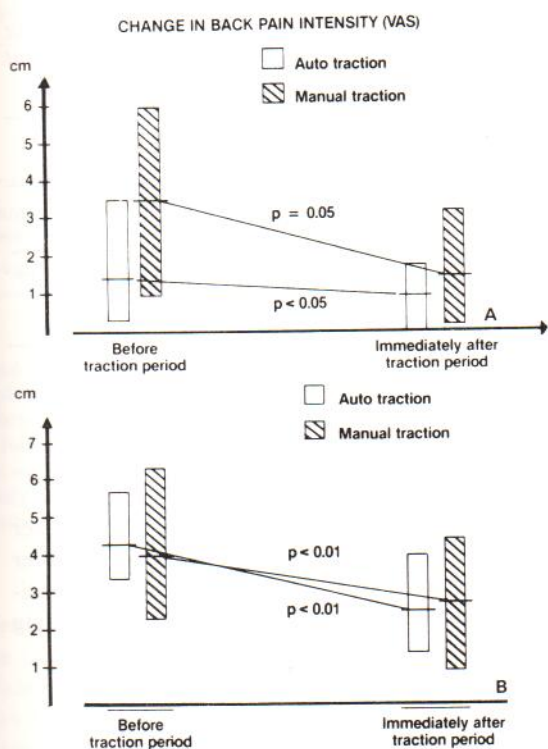 CHANGE IN BACK PAIN INTENSITY (VAS)
cm
Auto traction
Manual traction
6
5
4
3
2
1
p = 0.05
p < 0.05
A
Before
traction period
Immediately after
traction period
cm
Auto traction
Manual traction
7
6
5
4
3
2
1
p < 0.01
p < 0.01
B
Before
traction period
Immediately after
traction period